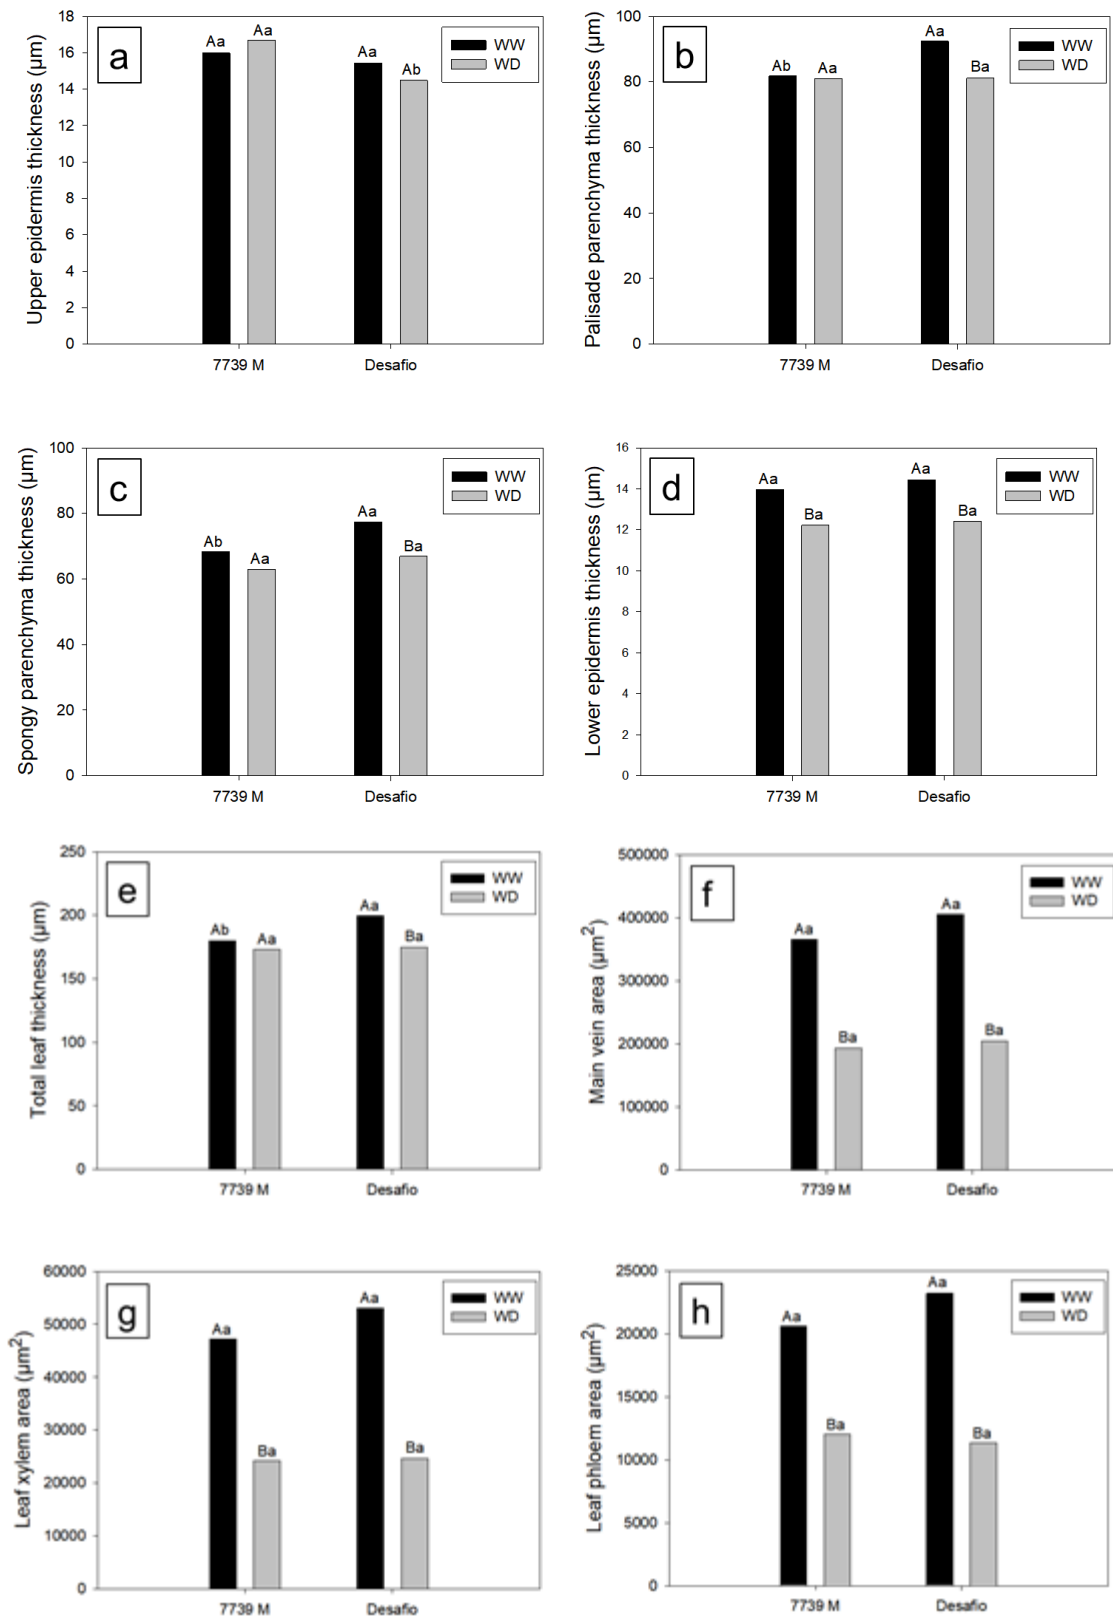 a
Upper epidermis thickness (µm)
18
16
14
12
10
8
6
4
2
0
Aa
Aa
Aa
Ab
WW
WD
7739 M
Desafio
b
Palisade parenchyma thickness (µm)
100
80
60
40
20
0
Ab
Aa
Aa
Ba
WW
WD
7739 M
Desafio
c
Spongy parenchyma thickness (µm)
100
80
60
40
20
0
Ab
Aa
Aa
Ba
WW
WD
7739 M
Desafio
d
Lower epidermis thickness (µm)
16
14
12
10
8
6
4
2
0
Aa
Ba
Aa
Ba
WW
WD
7739 M
Desafio
e
Total leaf thickness (µm)
250
200
150
100
50
0
Ab
Aa
Aa
Ba
WW
WD
7739 M
Desafio
f
Main vein area (µm²)
500000
400000
300000
200000
100000
0
Aa
Ba
Aa
Ba
WW
WD
7739 M
Desafio
g
Leaf xylem area (µm²)
60000
50000
40000
30000
20000
10000
0
Aa
Ba
Aa
Ba
WW
WD
7739 M
Desafio
h
Leaf phloem area (µm²)
25000
20000
15000
10000
5000
0
Aa
Ba
Aa
Ba
WW
WD
7739 M
Desafio